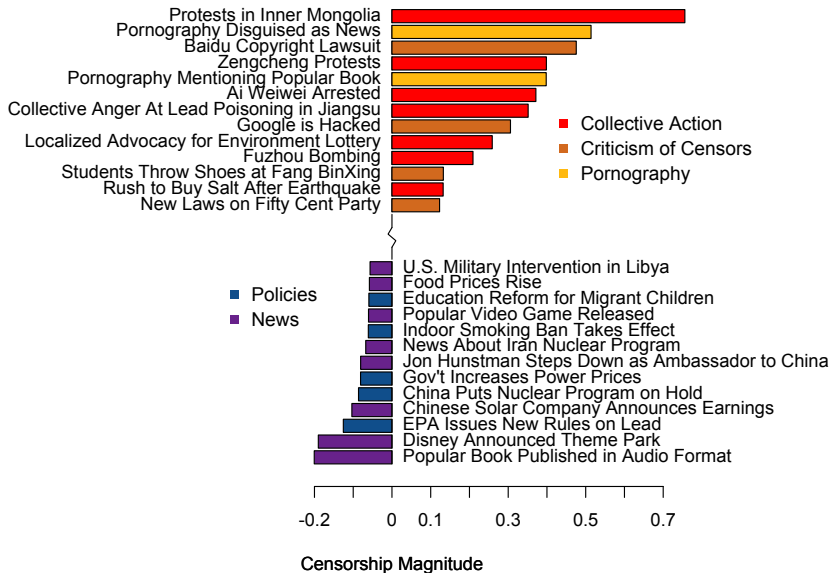 Protests in Inner Mongolia
Pornography Disguised as News
Baidu Copyright Lawsuit
Zengcheng Protests
Pornography Mentioning Popular Book
Ai Weiwei Arrested
Collective Anger At Lead Poisoning in Jiangsu
Google is Hacked
Localized Advocacy for Environment Lottery
Fuzhou Bombing
Students Throw Shoes at Fang BinXing
Rush to Buy Salt After Earthquake
New Laws on Fifty Cent Party
Collective Action
Criticism of Censors
Pornography
Policies
News
U.S. Military Intervention in Libya
Food Prices Rise
Education Reform for Migrant Children
Popular Video Game Released
Indoor Smoking Ban Takes Effect
News About Iran Nuclear Program
Jon Hunstman Steps Down as Ambassador to China
Gov't Increases Power Prices
China Puts Nuclear Program on Hold
Chinese Solar Company Announces Earnings
EPA Issues New Rules on Lead
Disney Announced Theme Park
Popular Book Published in Audio Format
-0.2 0 0.1 0.3 0.5 0.7
Censorship Magnitude